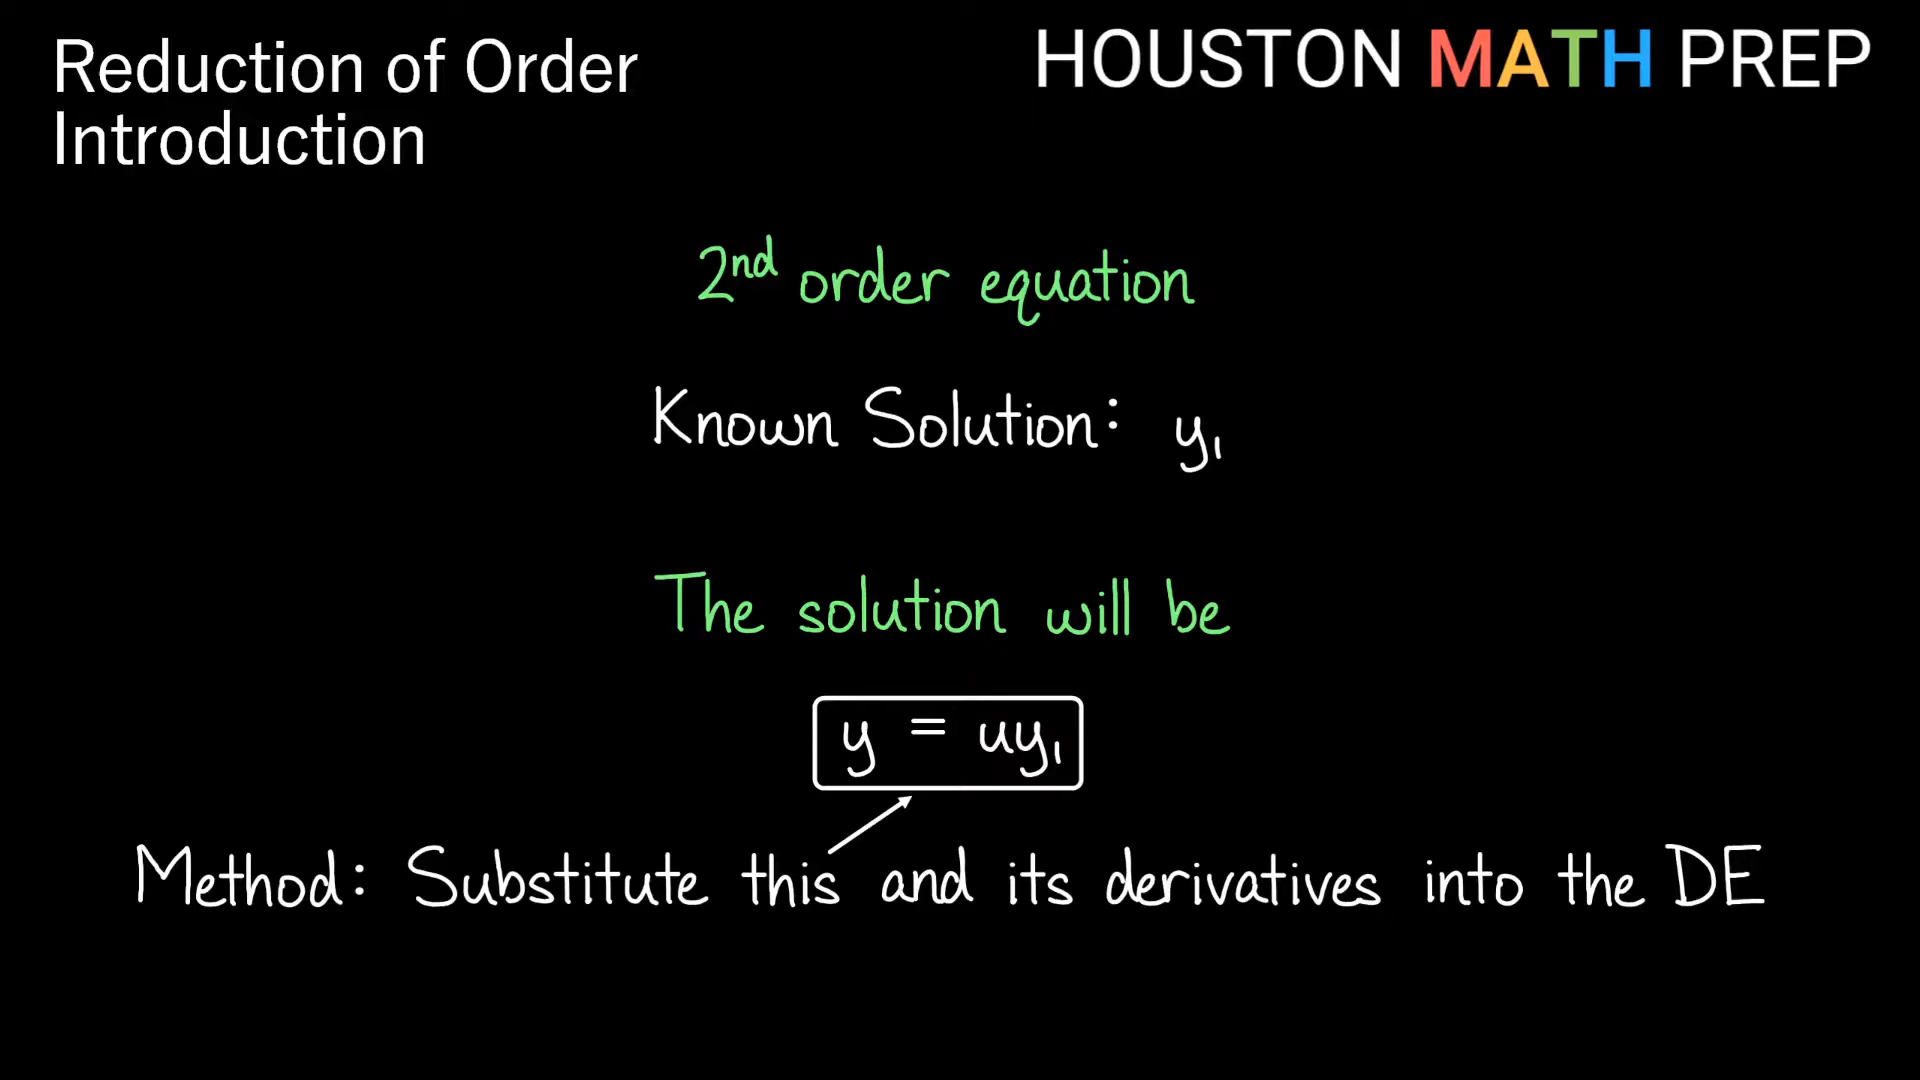 Reduction of Order
Introduction
HOUSTON MATH PREP
2nd order equation
Known Solution: y₁
The solution will be
y = uy₁
Method: Substitute this and its derivatives into the DE